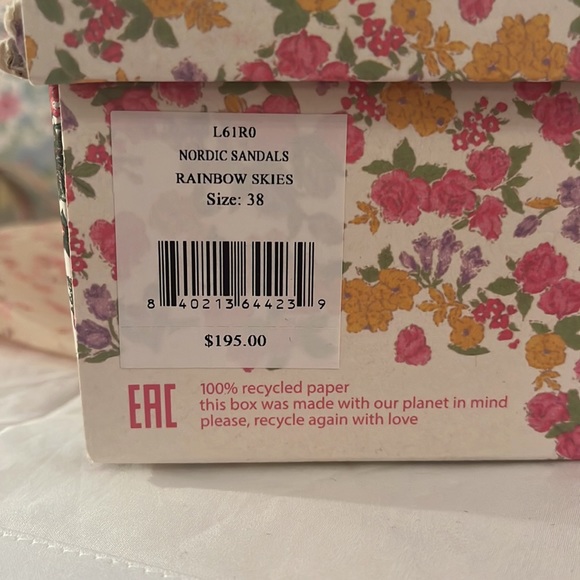 L61R0
NORDIC SANDALS
RAINBOW SKIES
Size: 38
8 40213 64423 9
$195.00
EAC
100% recycled paper
this box was made with our planet in mind
please, recycle again with love